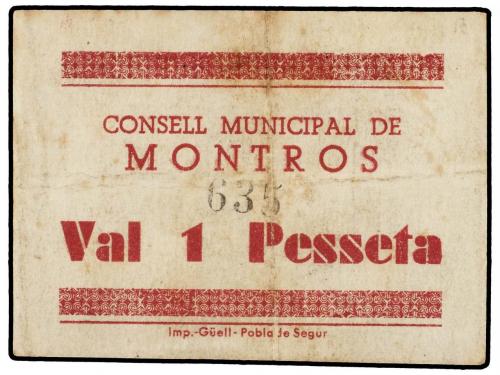 CONSELL MUNICIPAL DE
MONTROS
635
Val 1 Pesseta
Imp.-Güell-Pobla de Segur